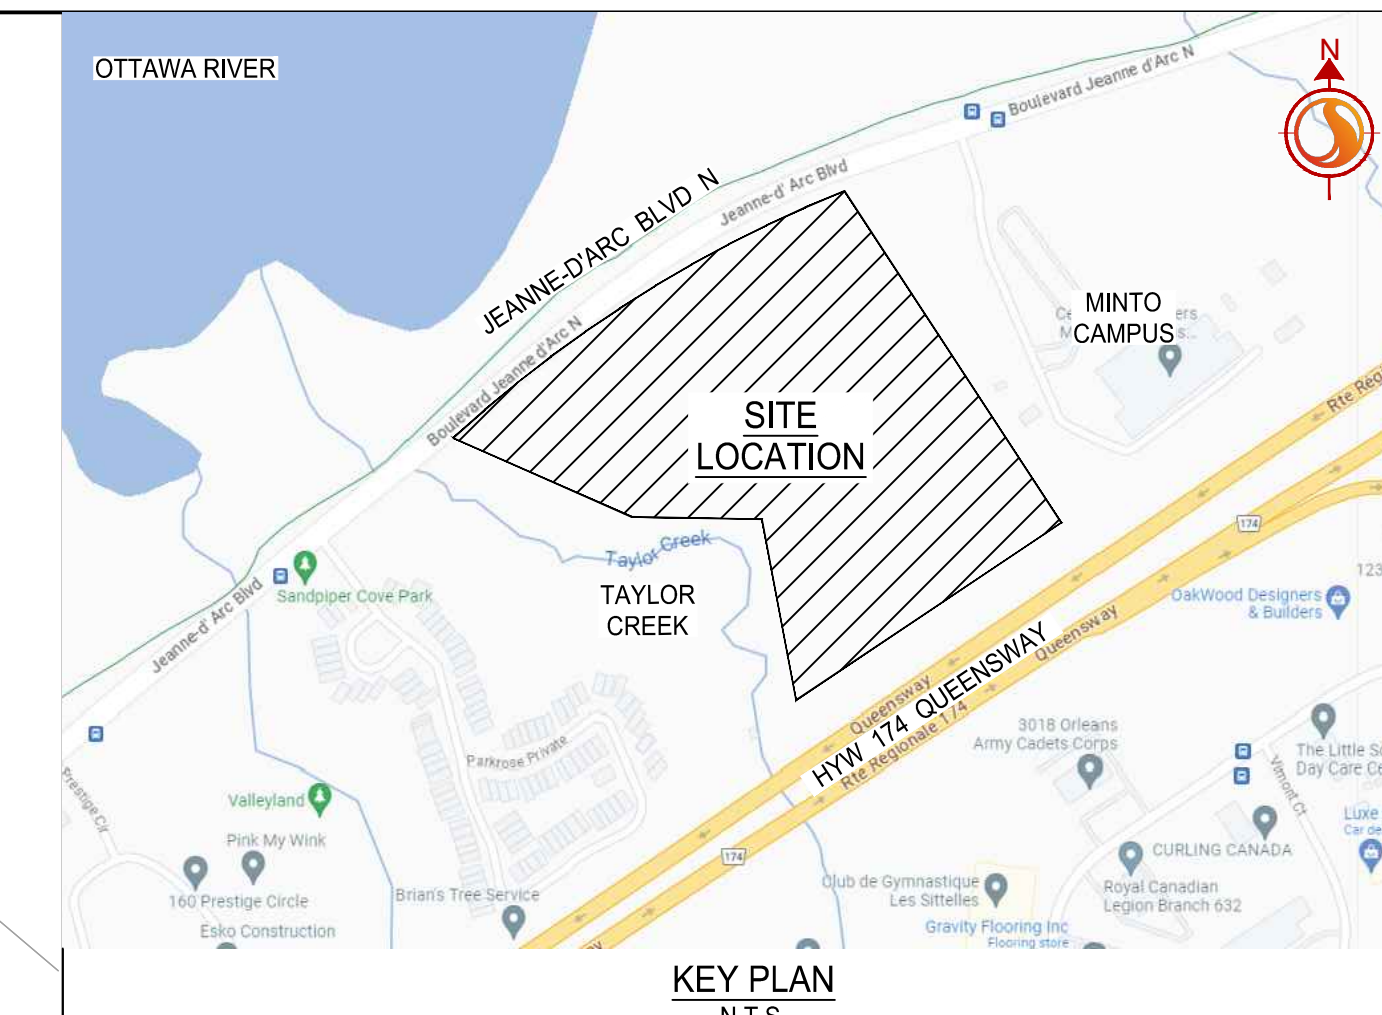 OTTAWA RIVER
N
Boulevard Jeanne d'Arc N
Jeanne-d' Arc Blvd
JEANNE-D'ARC BLVD N
Boulevard Jeanne d'Arc N
MINTO
CAMPUS
SITE
LOCATION
174
Taylor Creek
TAYLOR
CREEK
Sandpiper Cove Park
Jeanne-d' Arc Blvd
OakWood Designers
& Builders
123
Queensway
Queensway
HYW 174 QUEENSWAY
Rte Régionale 174
3018 Orleans
Army Cadets Corps
Parkrose Private
Prestige Cir
Vimont Ct
Valleyland
Pink My Wink
160 Prestige Circle
Esko Construction
Brian's Tree Service
174
CURLING CANADA
Royal Canadian
Legion Branch 632
Club de Gymnastique
Les Sittelles
Gravity Flooring Inc
Flooring store
The Little
Day Care
Luxe
Car de
KEY PLAN
N.T.S.